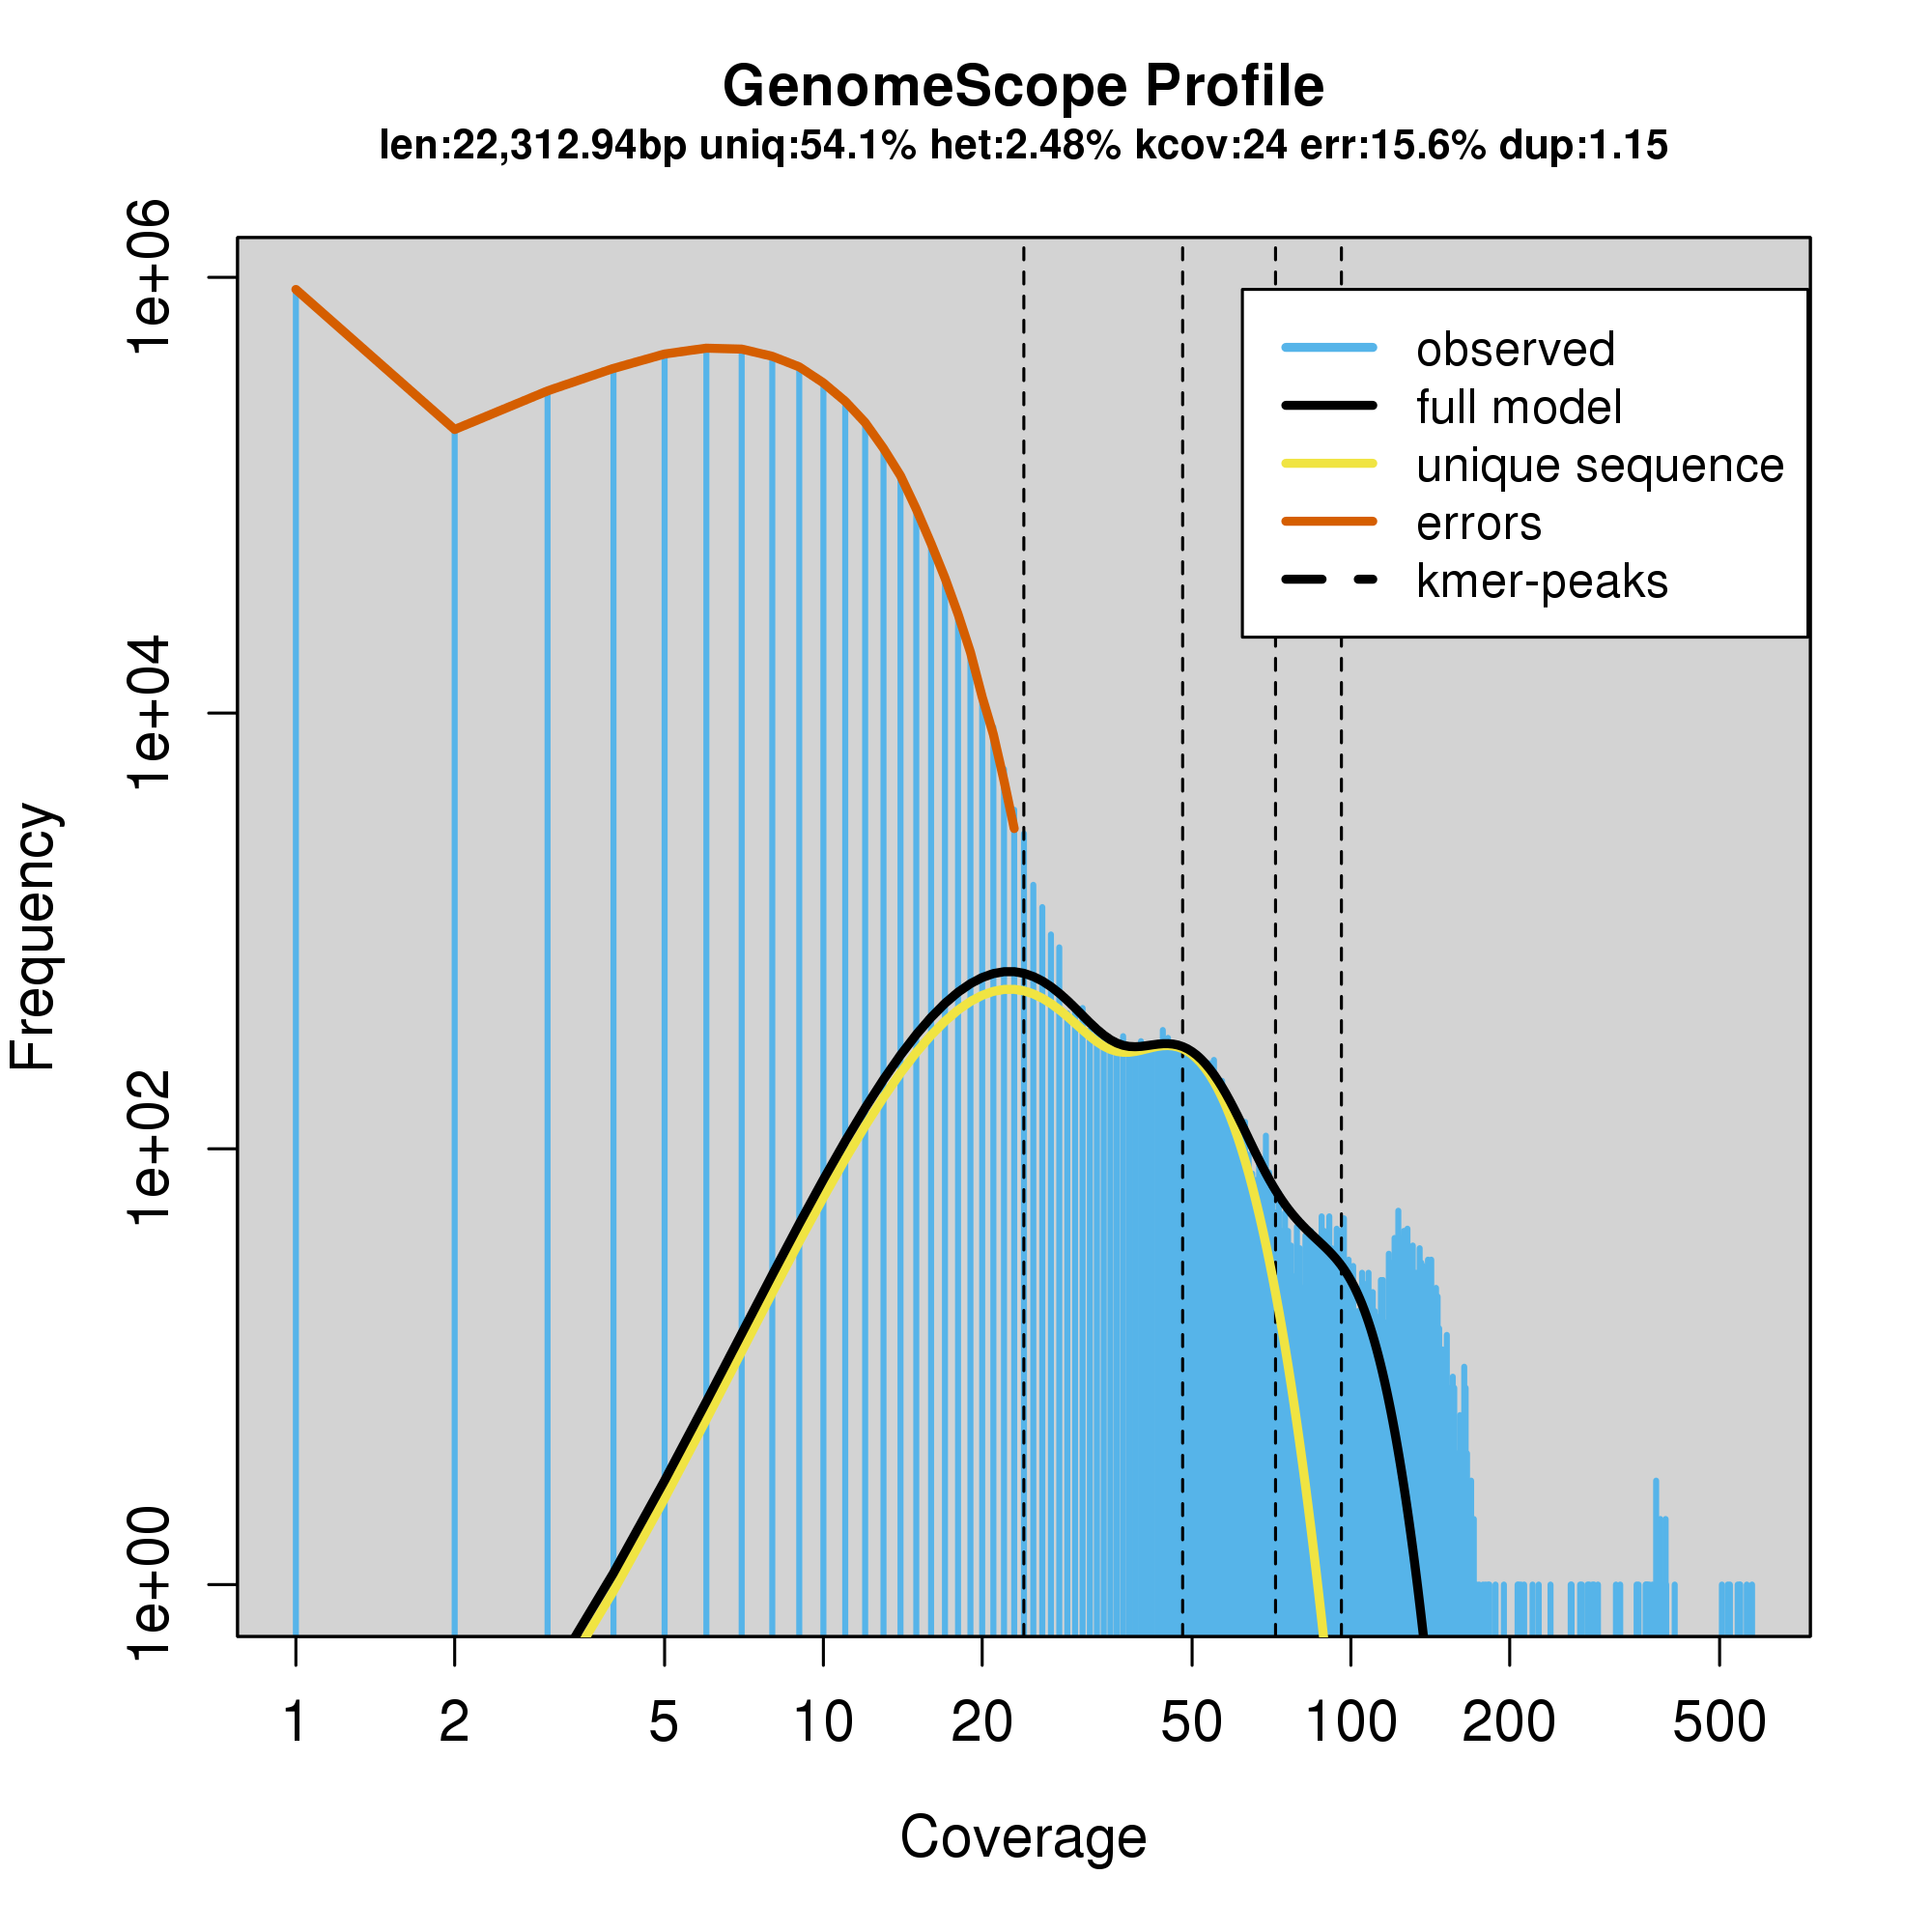 GenomeScope Profile
len:22,312.94bp uniq:54.1% het:2.48% kcov:24 err:15.6% dup:1.15
observed
full model
unique sequence
errors
kmer-peaks
Frequency
1e+06
1e+04
1e+02
1e+00
1 2 5 10 20 50 100 200 500
Coverage